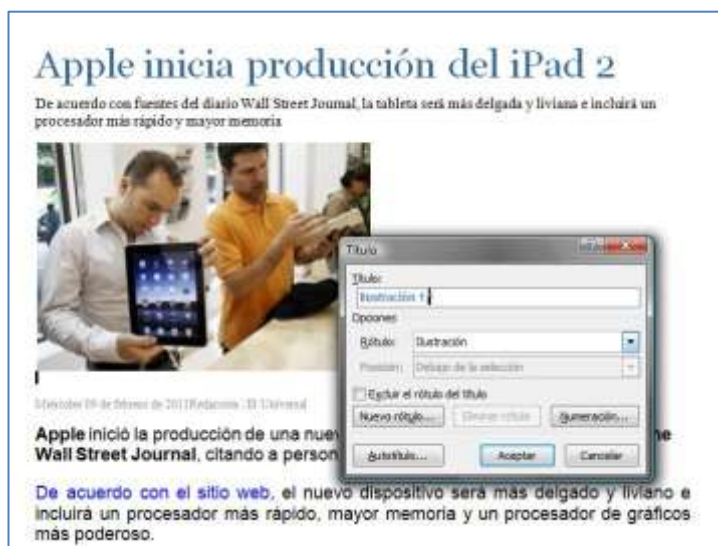 Apple inicia producción del iPad 2
De acuerdo con fuentes del diario Wall Street Journal, la tableta será más delgada y liviana e incluirá un
procesador más rápido y mayor memoria
Título
Título:
Ilustración 1
Opciones
Rótulo: Ilustración
Posición: Debajo de la selección
Excluir el rótulo del título
Nuevo rótulo... Eliminar rótulo Numeración...
Autotítulo... Aceptar Cancelar
Miércoles 09 de febrero de 2011Redacción | El Universal
Apple inició la producción de una nue
Wall Street Journal, citando a person
De acuerdo con el sitio web, el nuevo dispositivo será más delgado y liviano e
incluirá un procesador más rápido, mayor memoria y un procesador de gráficos
más poderoso.